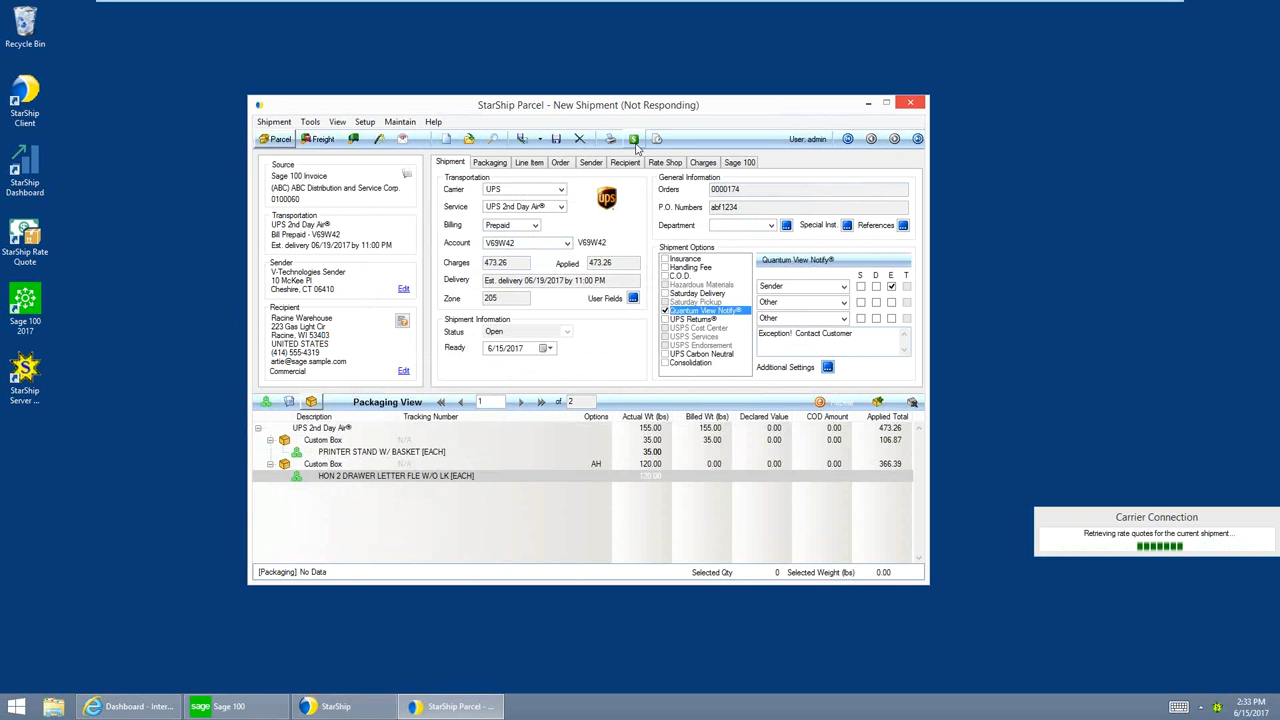 Recycle Bin
StarShip
Client
StarShip
Dashboard
StarShip Rate
Quote
Sage 100
2017
StarShip
Server ...
StarShip Parcel - New Shipment (Not Responding)
Shipment Tools View Setup Maintain Help
Parcel Freight User: admin
Source
Sage 100 Invoice
(ABC) ABC Distribution and Service Corp.
0100060
Transportation
UPS 2nd Day Air®
Bill Prepaid - V69W42
Est. delivery 06/19/2017 by 11:00 PM
Sender
V-Technologies Sender
10 McKee Pl
Cheshire, CT 06410 Edit
Recipient
Racine Warehouse
223 Gas Light Cir
Racine, WI 53403
UNITED STATES
(414) 555-4319
artie@sage.sample.com
Commercial Edit
Shipment Packaging Line Item Order Sender Recipient Rate Shop Charges Sage 100
Transportation
Carrier UPS
ups
Service UPS 2nd Day Air®
Billing Prepaid
Account V69W42 V69W42
Charges 473.26 Applied 473.26
Delivery Est. delivery 06/19/2017 by 11:00 PM
Zone 205 User Fields
Shipment Information
Status Open
Ready 6/15/2017
General Information
Orders 0000174
P.O. Numbers abf1234
Department Special Inst. References
Shipment Options
Insurance
Handling Fee
C.O.D.
Hazardous Materials
Saturday Delivery
Saturday Pickup
Quantum View Notify®
UPS Returns®
USPS Cost Center
USPS Services
USPS Endorsement
UPS Carbon Neutral
Consolidation
Quantum View Notify®
S D E T
Sender
Other
Other
Exception! Contact Customer
Additional Settings
Packaging View 1 of 2
Description Tracking Number Options Actual Wt (lbs) Billed Wt (lbs) Declared Value COD Amount Applied Total
UPS 2nd Day Air® 155.00 155.00 0.00 0.00 473.26
Custom Box N/A 35.00 35.00 0.00 0.00 106.87
PRINTER STAND W/ BASKET [EACH] 35.00
Custom Box N/A AH 120.00 0.00 0.00 0.00 366.39
HON 2 DRAWER LETTER FLE W/O LK [EACH] 120.00
[Packaging] No Data Selected Qty 0 Selected Weight (lbs) 0.00
Carrier Connection
Retrieving rate quotes for the current shipment...
Dashboard - Inter... sage Sage 100 StarShip StarShip Parcel - ...
2:33 PM
6/15/2017